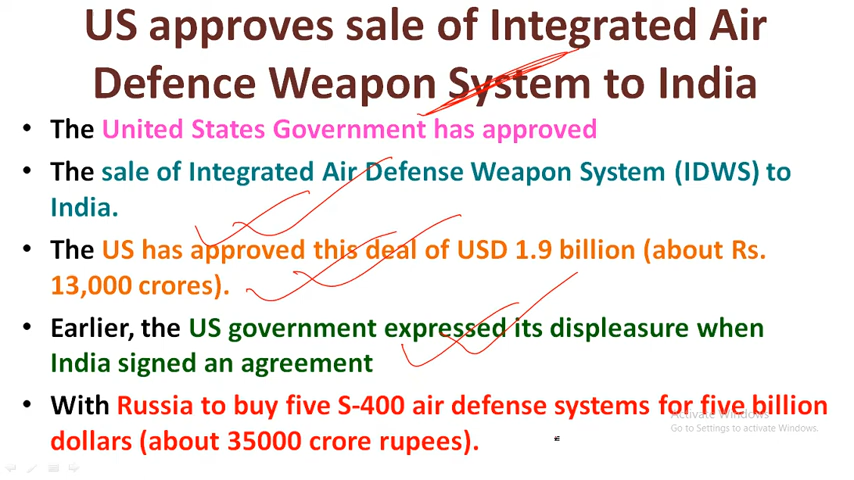 US approves sale of Integrated Air
Defence Weapon System to India
• The United States Government has approved
• The sale of Integrated Air Defense Weapon System (IDWS) to
India.
• The US has approved this deal of USD 1.9 billion (about Rs.
13,000 crores).
• Earlier, the US government expressed its displeasure when
India signed an agreement
• With Russia to buy five S-400 air defense systems for five billion
dollars (about 35000 crore rupees).
Activate Windows
Go to Settings to activate Windows.